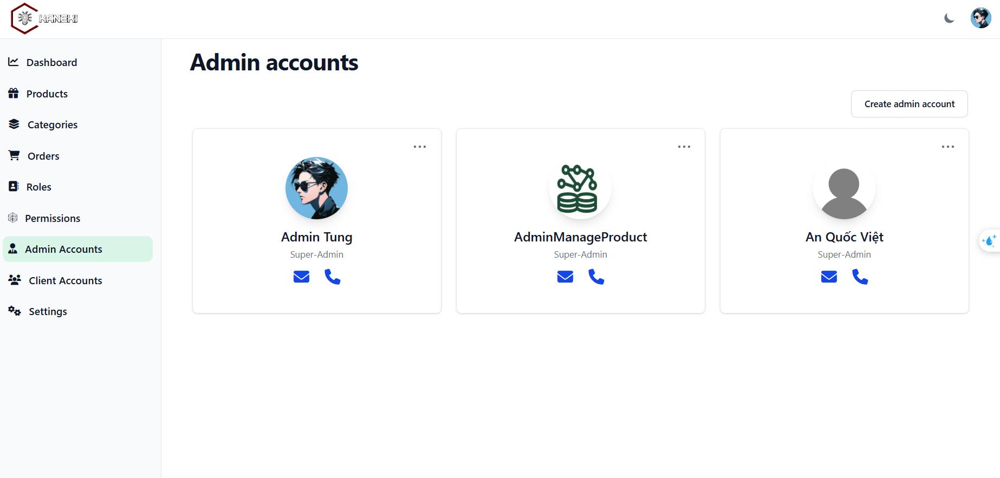 KANEKI
Dashboard
Products
Categories
Orders
Roles
Permissions
Admin Accounts
Client Accounts
Settings
Admin accounts
Create admin account
Admin Tung
Super-Admin
AdminManageProduct
Super-Admin
An Quốc Việt
Super-Admin